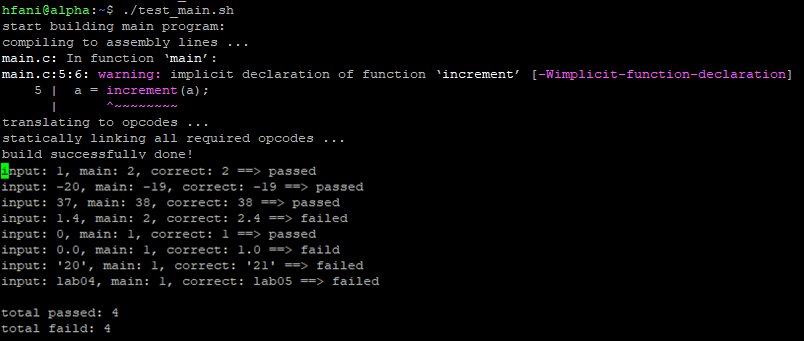 hfani@alpha:~$ ./test_main.sh
start building main program:
compiling to assembly lines ...
main.c: In function ‘main’:
main.c:5:6: warning: implicit declaration of function ‘increment’ [-Wimplicit-function-declaration]
5 | a = increment(a);
| ^~~~~~~~~
translating to opcodes ...
statically linking all required opcodes ...
build successfully done!
input: 1, main: 2, correct: 2 ==> passed
input: -20, main: -19, correct: -19 ==> passed
input: 37, main: 38, correct: 38 ==> passed
input: 1.4, main: 2, correct: 2.4 ==> failed
input: 0, main: 1, correct: 1 ==> passed
input: 0.0, main: 1, correct: 1.0 ==> faild
input: '20', main: 1, correct: '21' ==> failed
input: lab04, main: 1, correct: lab05 ==> failed
total passed: 4
total faild: 4